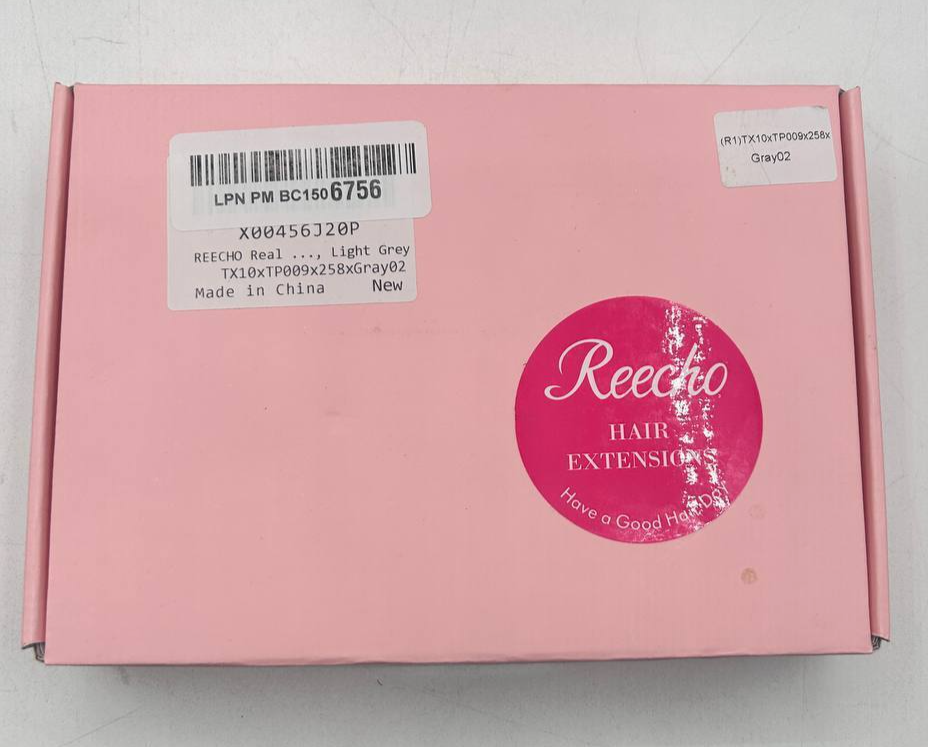 LPN PM BC1506756
X00456J20P
REECHO Real ..., Light Grey
TX10xTP009x258xGray02
Made in China New
(R1)TX10xTP009x258x
Gray02
Reecho
HAIR
EXTENSIONS
Have a Good Hair Day